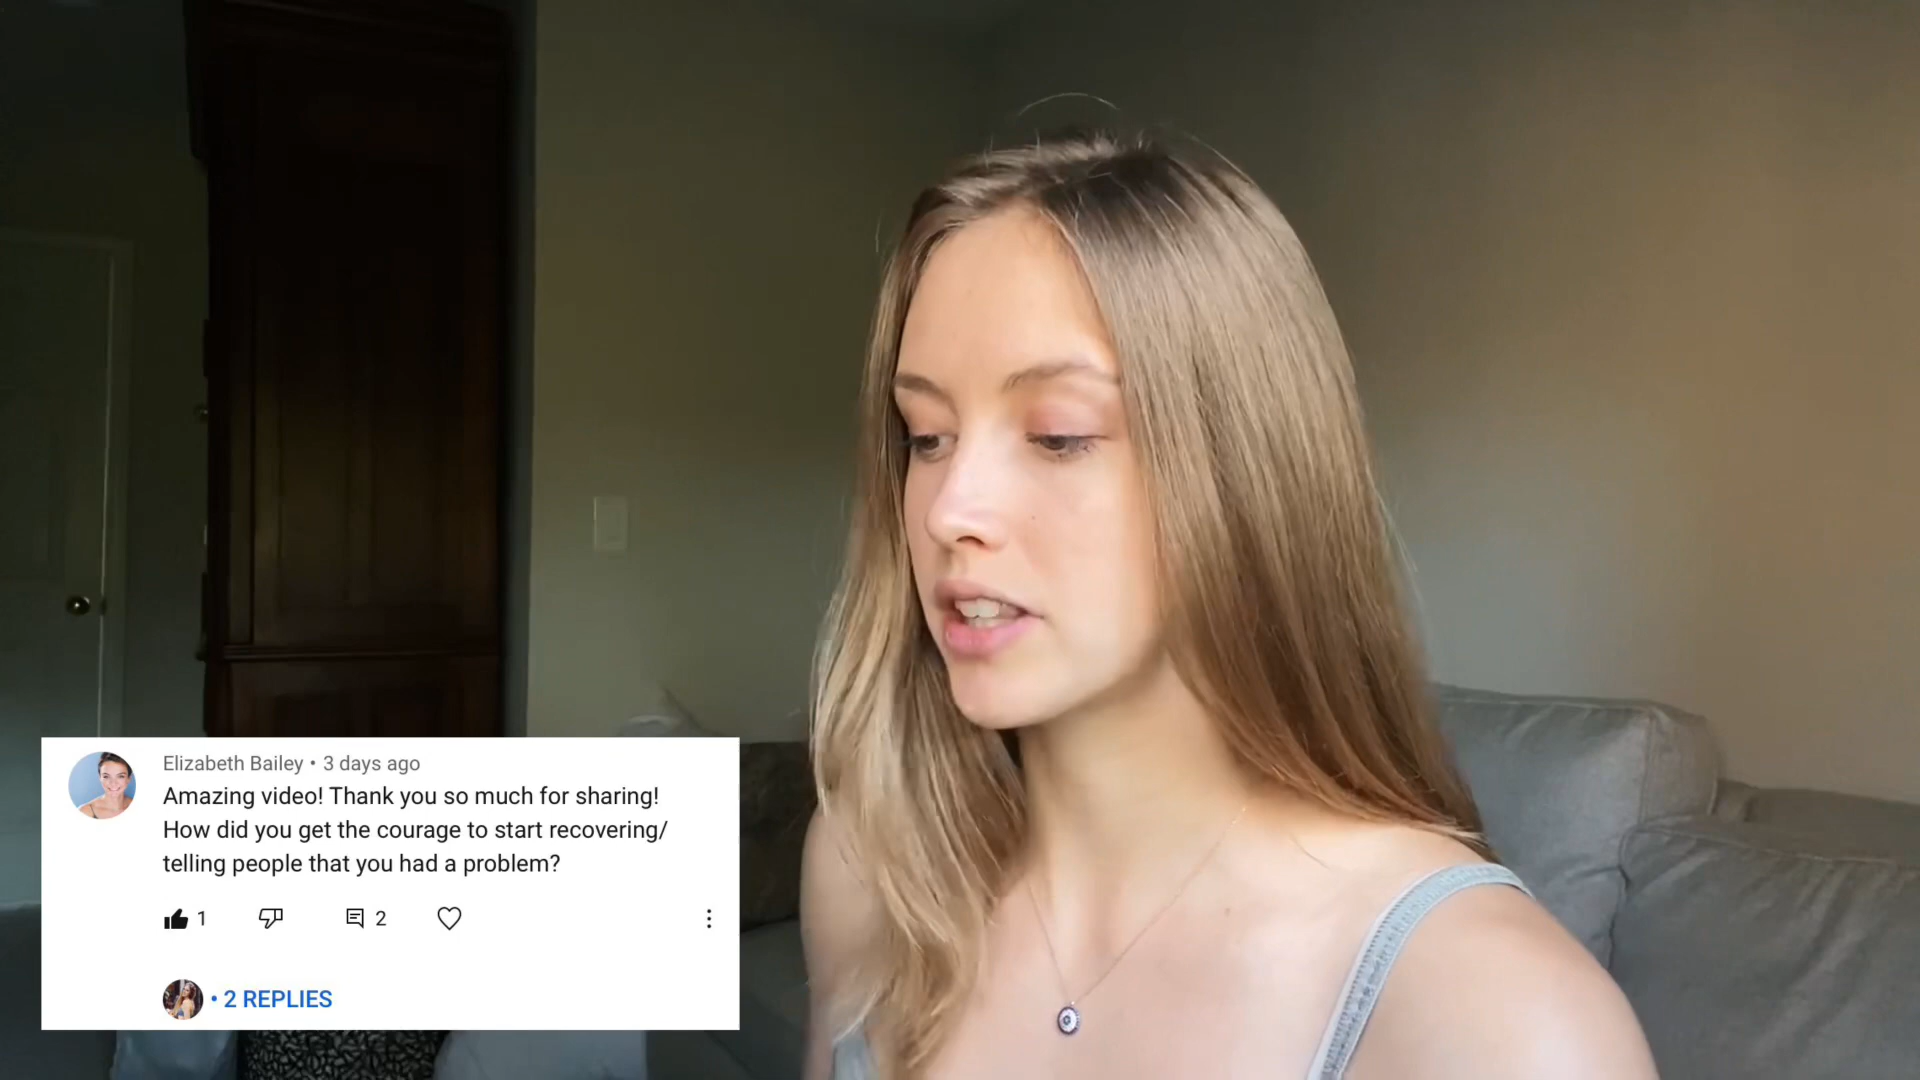 Elizabeth Bailey • 3 days ago
Amazing video! Thank you so much for sharing!
How did you get the courage to start recovering/
telling people that you had a problem?
1 2
• 2 REPLIES